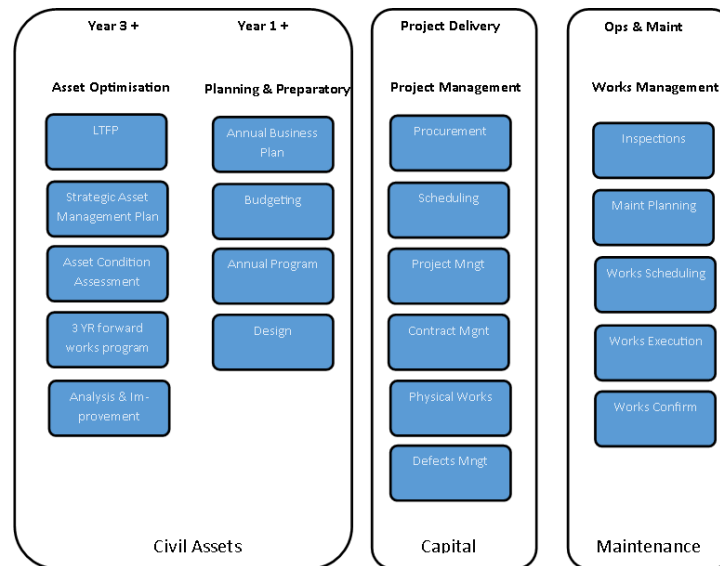 Year 3 +
Asset Optimisation
LTFP
Strategic Asset
Management Plan
Asset Condition
Assessment
3 YR forward
works program
Analysis & Im-
provement
Year 1 +
Planning & Preparatory
Annual Business
Plan
Budgeting
Annual Program
Design
Civil Assets
Project Delivery
Project Management
Procurement
Scheduling
Project Mngt
Contract Mgnt
Physical Works
Defects Mngt
Capital
Ops & Maint
Works Management
Inspections
Maint Planning
Works Scheduling
Works Execution
Works Confirm
Maintenance